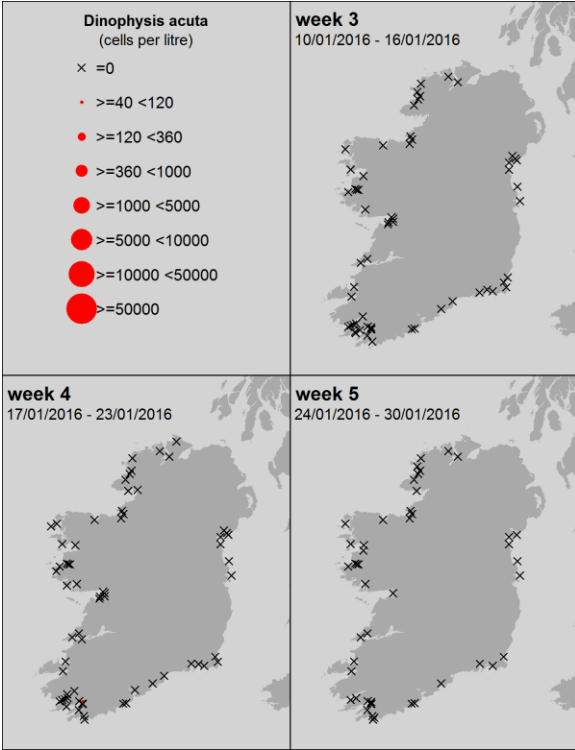 Dinophysis acuta
(cells per litre)
=0
>=40 <120
>=120 <360
>=360 <1000
>=1000 <5000
>=5000 <10000
>=10000 <50000
>=50000
week 3
10/01/2016 - 16/01/2016
week 4
17/01/2016 - 23/01/2016
week 5
24/01/2016 - 30/01/2016